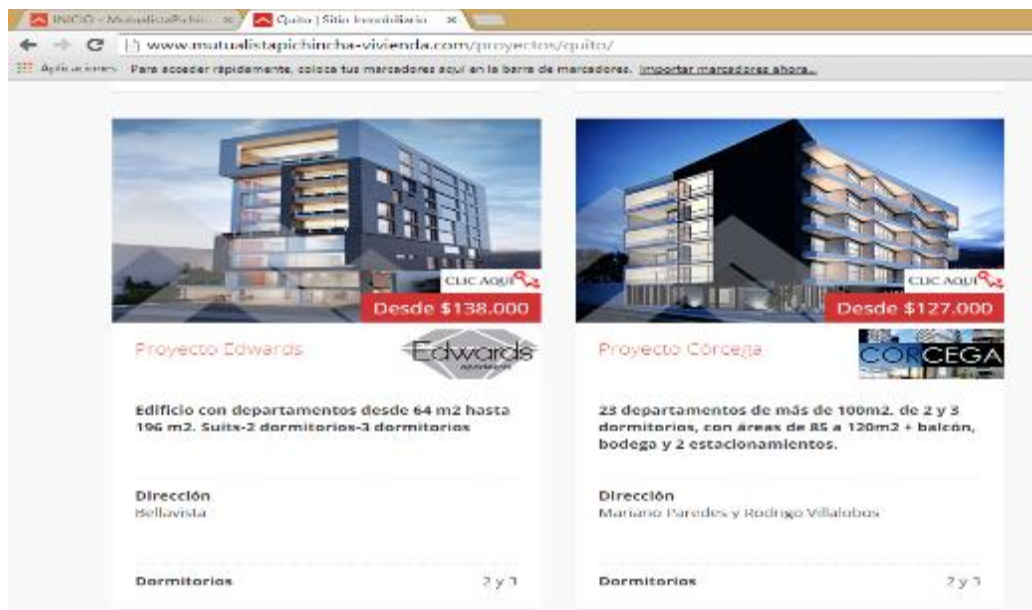 INICIO - MutualistaPichin
Quito | Sitio Inmobiliario
www.mutualistapichincha-vivienda.com/proyectos/quito/
Aplicaciones Para acceder rápidamente, coloca tus marcadores aquí en la barra de marcadores. Importar marcadores ahora...
CLIC AQUÍ
Desde $138.000
Proyecto Edwards
Edwards
Edificio con departamentos desde 64 m2 hasta
196 m2. Suits-2 dormitorios-3 dormitorios
Dirección
Bellavista
Dormitorios 2 y 3
CLIC AQUÍ
Desde $127.000
Proyecto Córcega
CORCEGA
23 departamentos de más de 100m2. de 2 y 3
dormitorios, con áreas de 85 a 120m2 + balcón,
bodega y 2 estacionamientos.
Dirección
Mariano Paredes y Rodrigo Villalobos
Dormitorios 2 y 3